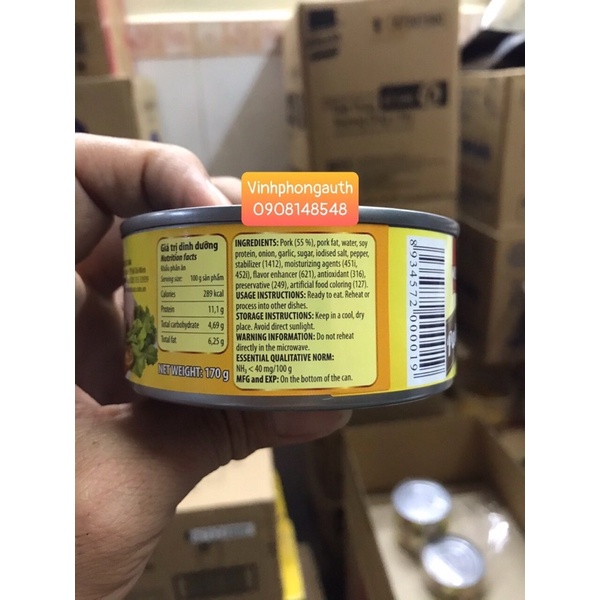 Vinhphongauth
0908148548
Giá trị dinh dưỡng
Nutrition facts
Khẩu phần ăn
Serving size: 100 g sản phẩm
Calories 289 kcal
Protein 11,1 g
Total carbohydrate 4,69 g
Total fat 6,25 g
NET WEIGHT: 170 g
INGREDIENTS: Pork (55 %), pork fat, water, soy
protein, onion, garlic, sugar, iodised salt, pepper,
stabilizer (1412), moisturizing agents (451i,
452i), flavor enhancer (621), antioxidant (316),
preservative (249), artificial food coloring (127).
USAGE INSTRUCTIONS: Ready to eat. Reheat or
process into other dishes.
STORAGE INSTRUCTIONS: Keep in a cool, dry
place. Avoid direct sunlight.
WARNING INFORMATION: Do not reheat
directly in the microwave.
ESSENTIAL QUALITATIVE NORM:
NH₃ < 40 mg/100 g
MFG and EXP: On the bottom of the can.
8934572000019